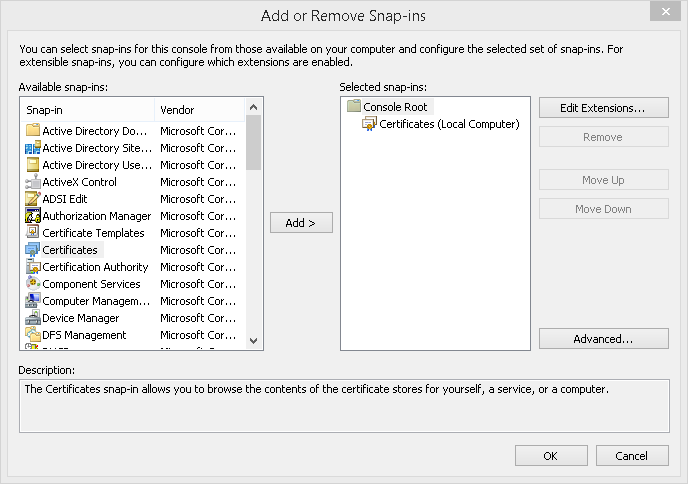 Add or Remove Snap-ins
You can select snap-ins for this console from those available on your computer and configure the selected set of snap-ins. For
extensible snap-ins, you can configure which extensions are enabled.
Available snap-ins:
Snap-in Vendor
Active Directory Do... Microsoft Cor...
Active Directory Site... Microsoft Cor...
Active Directory Use... Microsoft Cor...
ActiveX Control Microsoft Cor...
ADSI Edit Microsoft Cor...
Authorization Manager Microsoft Cor...
Certificate Templates Microsoft Cor...
Certificates Microsoft Cor...
Certification Authority Microsoft Cor...
Component Services Microsoft Cor...
Computer Managem... Microsoft Cor...
Device Manager Microsoft Cor...
DFS Management Microsoft Cor...
Add >
Selected snap-ins:
Console Root
Certificates (Local Computer)
Edit Extensions...
Remove
Move Up
Move Down
Advanced...
Description:
The Certificates snap-in allows you to browse the contents of the certificate stores for yourself, a service, or a computer.
OK
Cancel